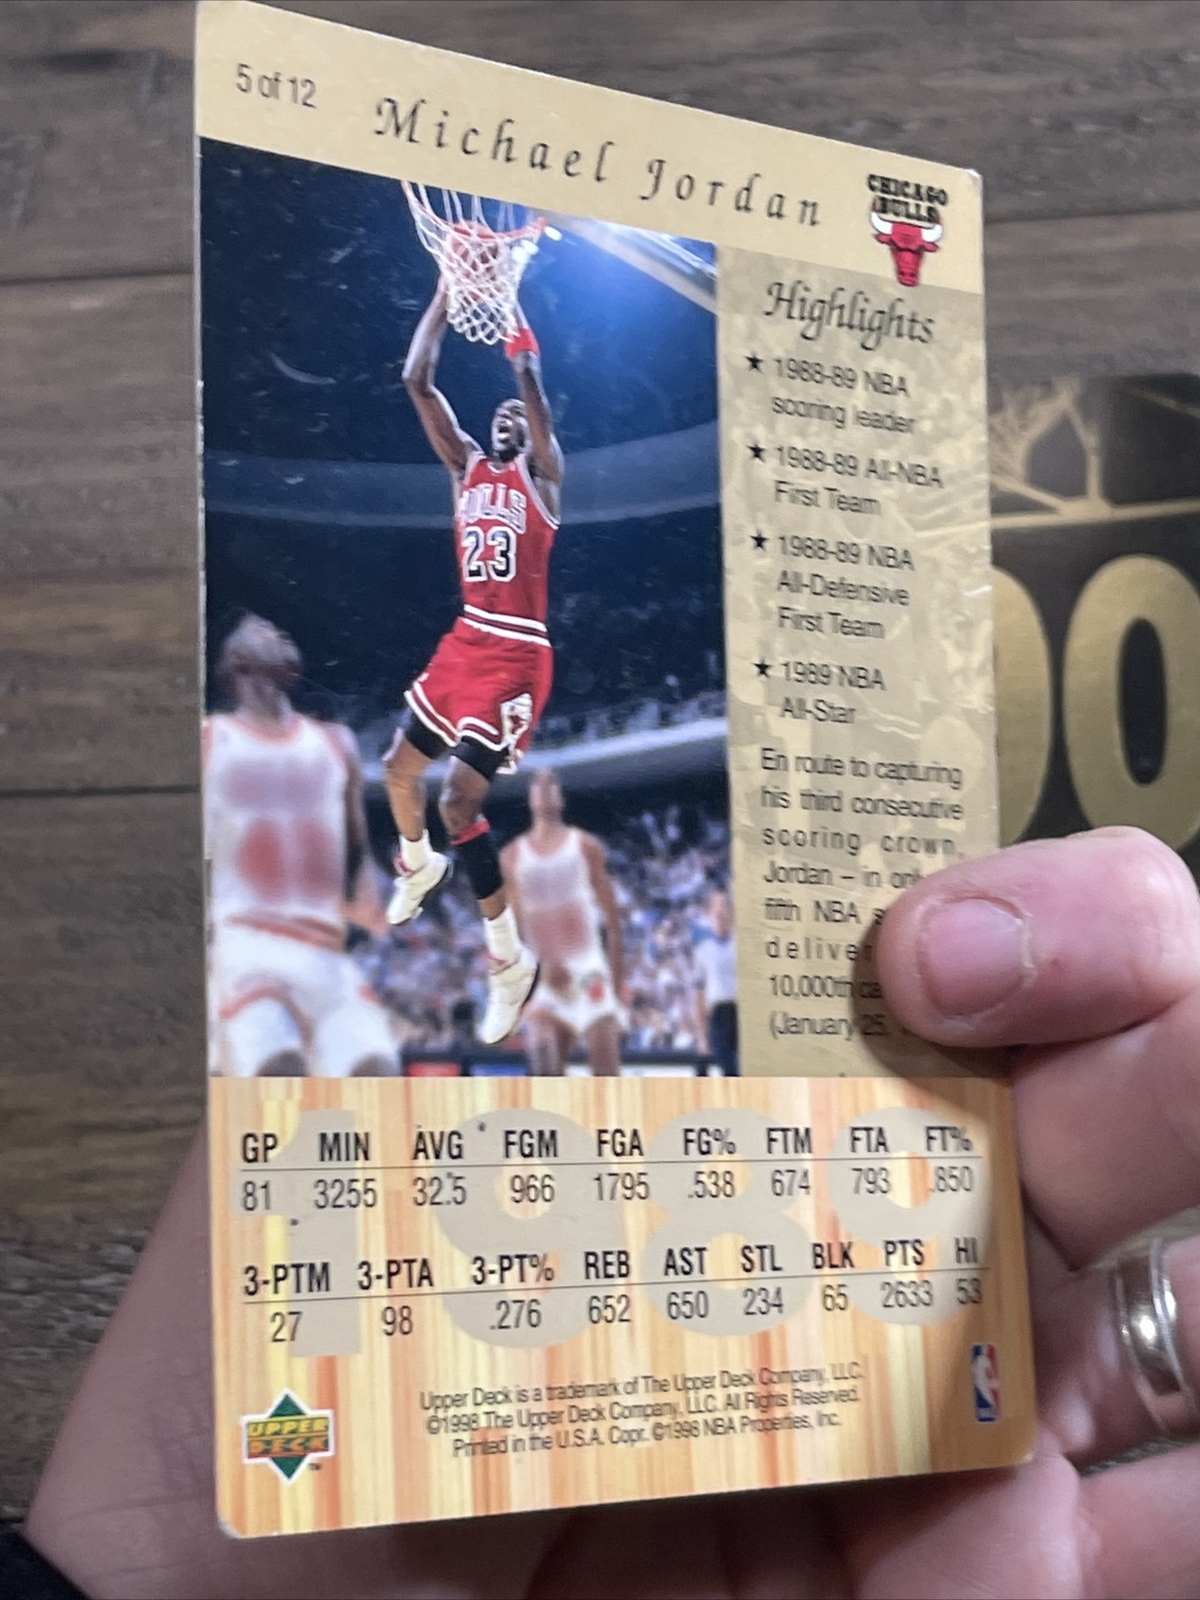 5 of 12
Michael Jordan
CHICAGO
BULLS
BULLS
23
Highlights
★ 1988-89 NBA
scoring leader
★ 1988-89 All-NBA
First Team
★ 1988-89 NBA
All-Defensive
First Team
★ 1989 NBA
All-Star
En route to capturing
his third consecutive
scoring crown,
Jordan – in
fifth NBA
10,000th
(January 25,
00
1989
GP MIN AVG FGM FGA FG% FTM FTA FT%
81 3255 32.5 966 1795 .538 674 793 .850
3-PTM 3-PTA 3-PT% REB AST STL BLK PTS HI
27 98 .276 652 650 234 65 2633 53
UPPER
DECK
TM
Upper Deck is a trademark of The Upper Deck Company, LLC.
©1998 The Upper Deck Company, LLC. All Rights Reserved.
Printed in the U.S.A. Copr. ©1998 NBA Properties, Inc.